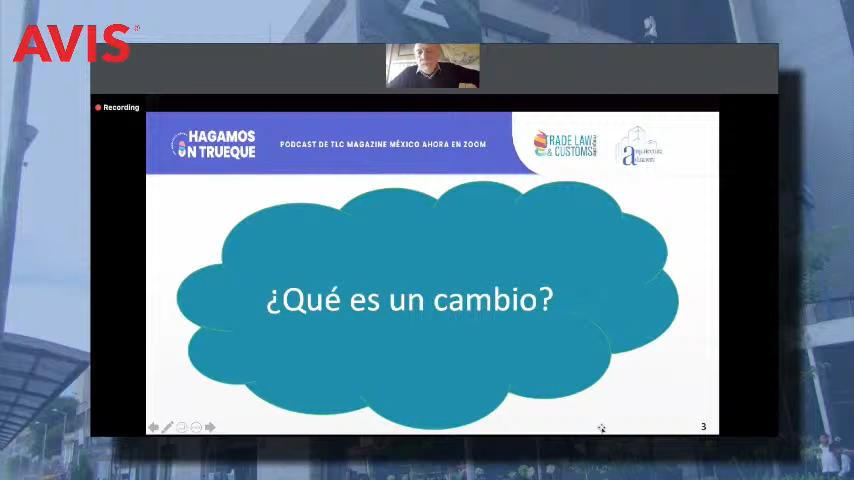 AVIS
Recording
HAGAMOS
UN TRUEQUE
PODCAST DE TLC MAGAZINE MÉXICO AHORA EN ZOOM
TRADE LAW
& CUSTOMS
¿Qué es un cambio?
3